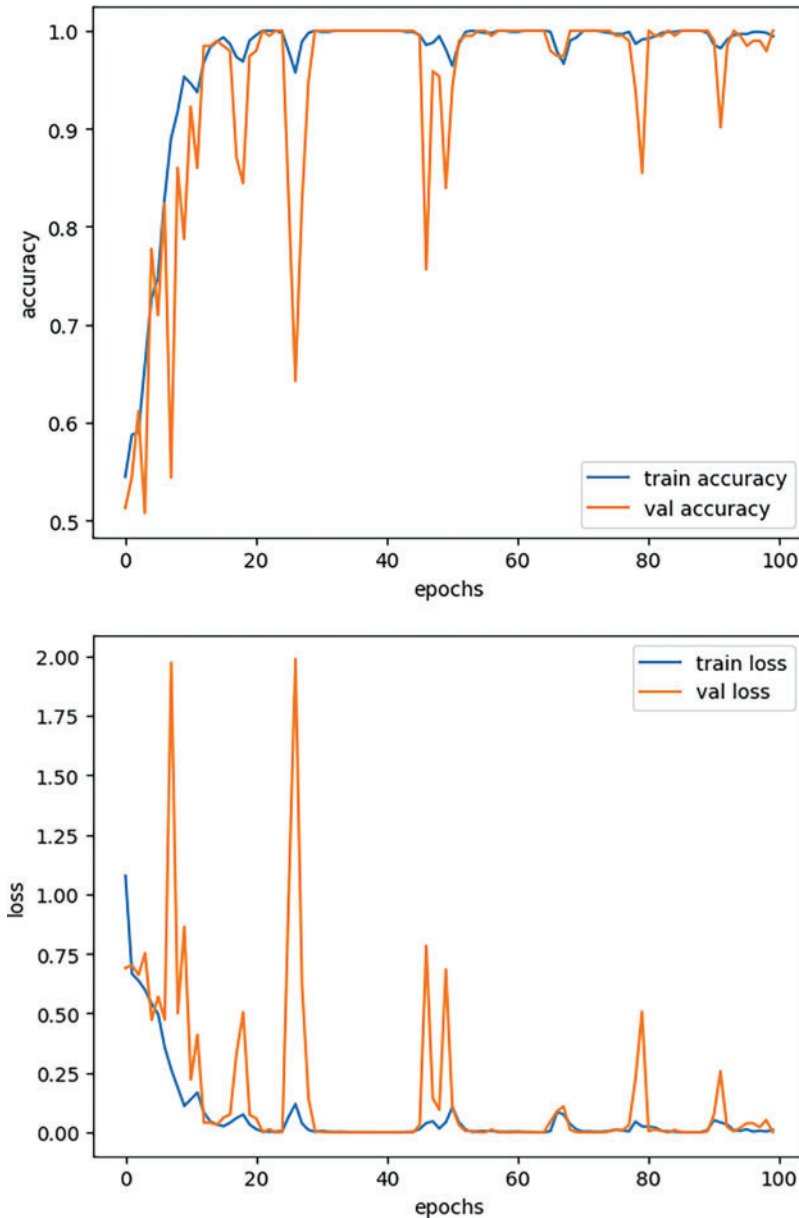 1.0
0.9
0.8
0.7
0.6
0.5
accuracy
train accuracy
val accuracy
0 20 40 60 80 100
epochs
2.00
1.75
1.50
1.25
1.00
0.75
0.50
0.25
0.00
loss
train loss
val loss
0 20 40 60 80 100
epochs